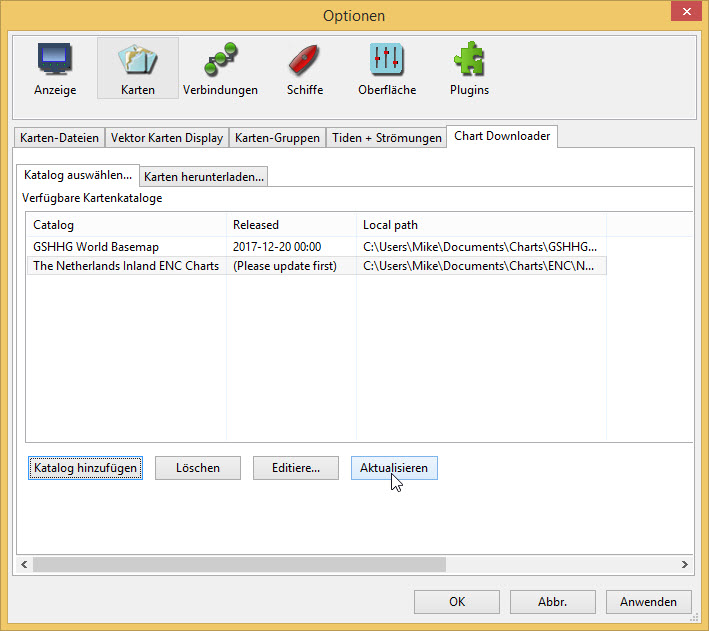 Optionen
Anzeige Karten Verbindungen Schiffe Oberfläche Plugins
Karten-Dateien Vektor Karten Display Karten-Gruppen Tiden + Strömungen Chart Downloader
Katalog auswählen... Karten herunterladen...
Verfügbare Kartenkataloge
Catalog Released Local path
GSHHG World Basemap 2017-12-20 00:00 C:\Users\Mike\Documents\Charts\GSHHG...
The Netherlands Inland ENC Charts (Please update first) C:\Users\Mike\Documents\Charts\ENC\N...
Katalog hinzufügen Löschen Editiere... Aktualisieren
OK Abbr. Anwenden